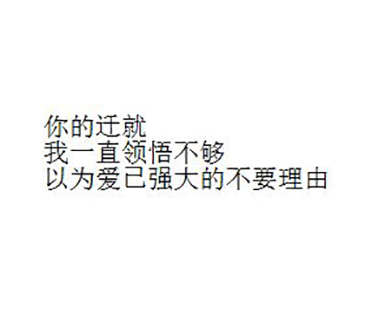 你的迁就
我一直领悟不够
以为爱已强大的不要理由